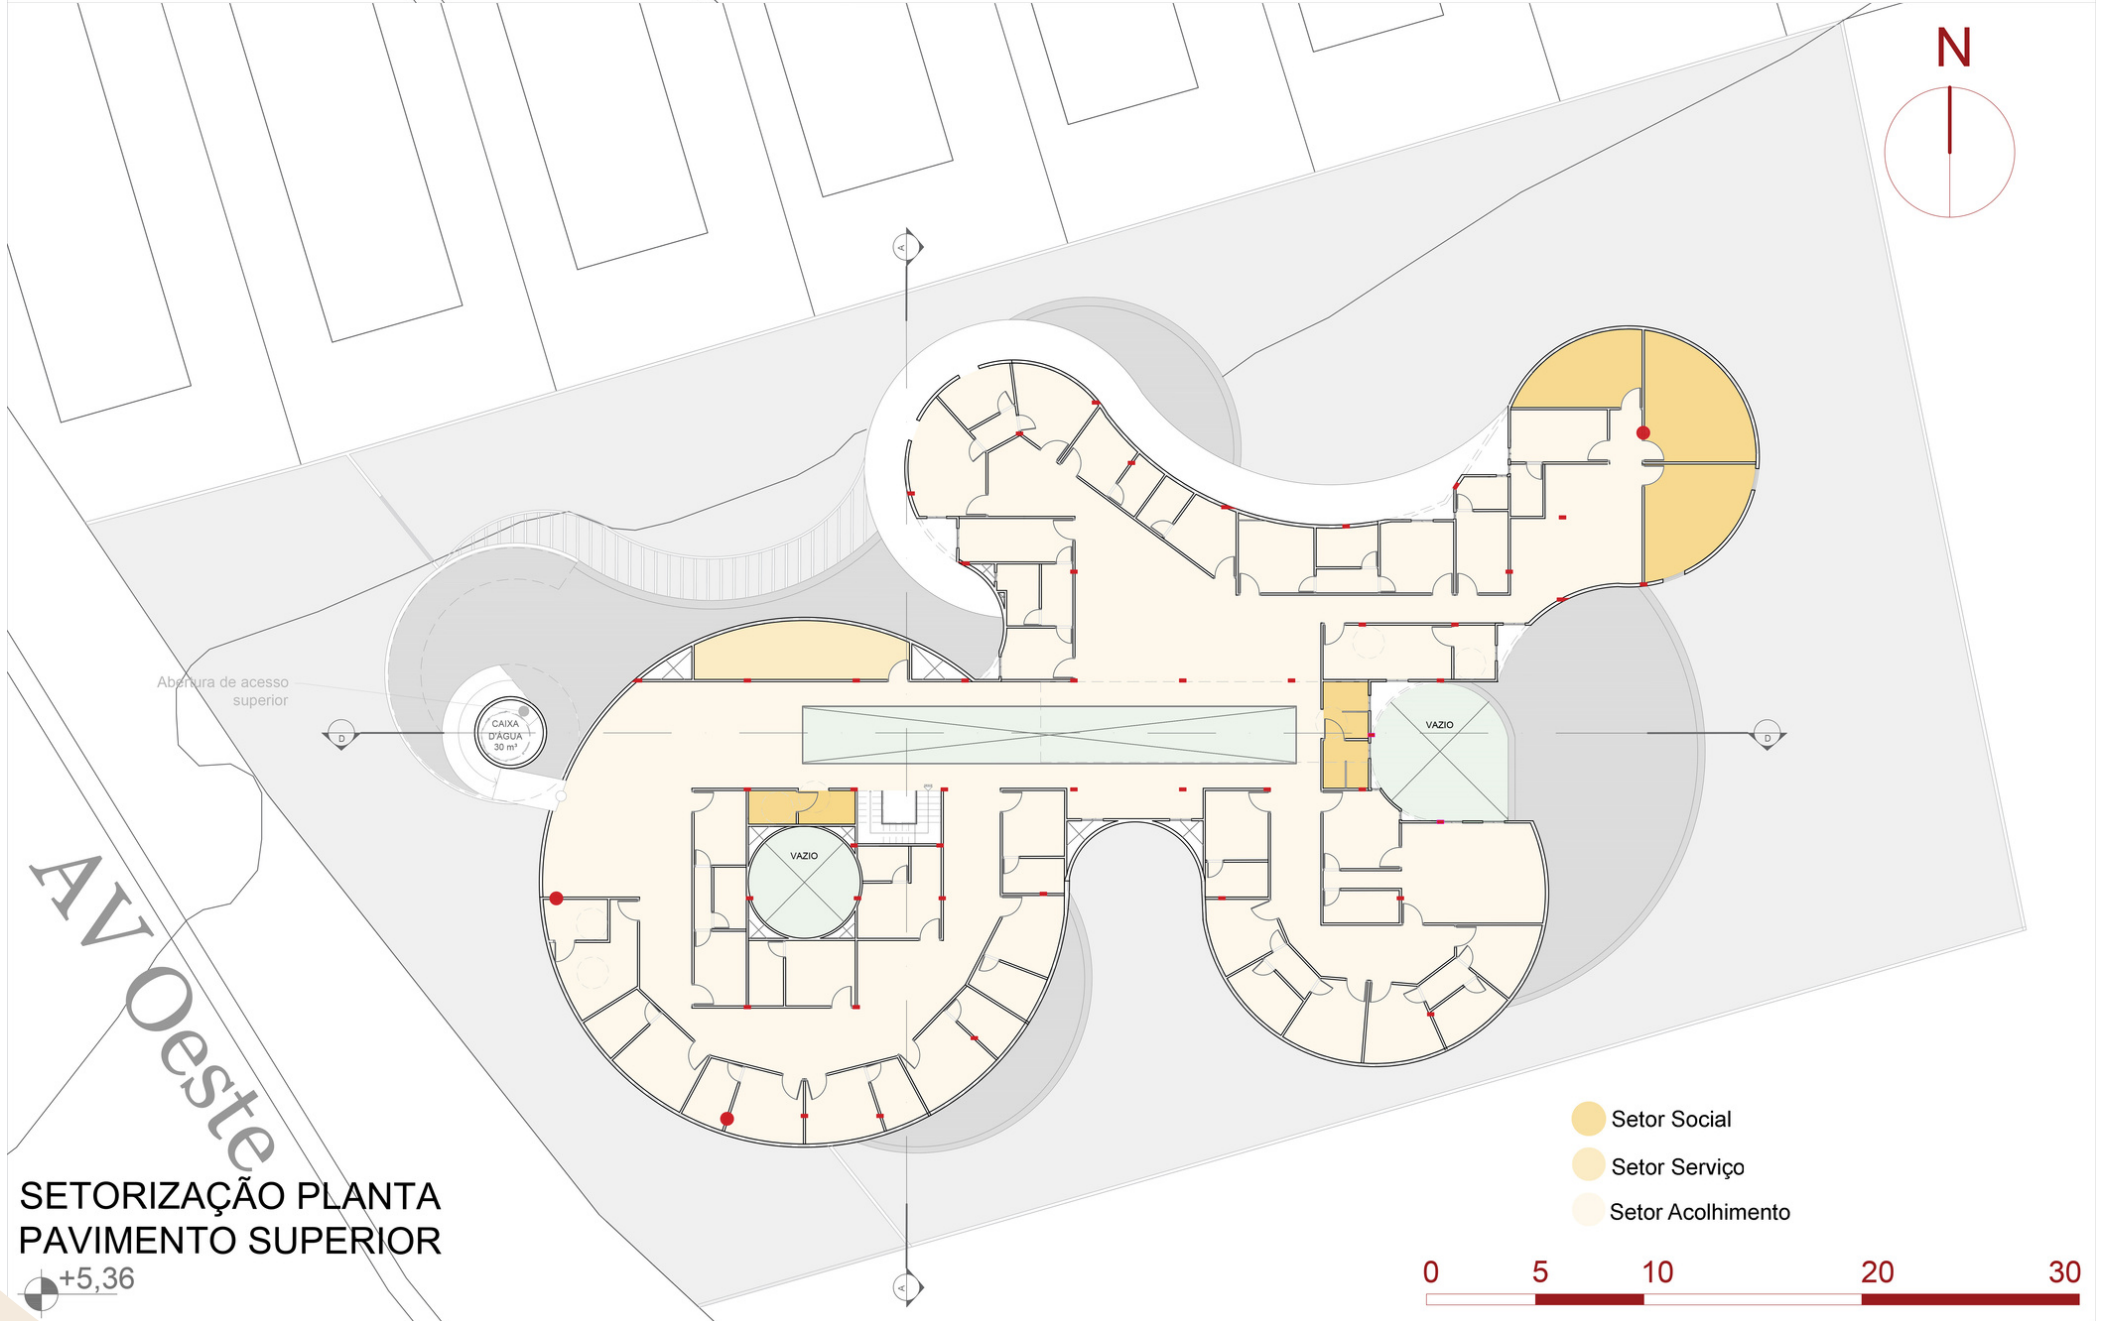 N
A
Abertura de acesso
superior
CAIXA
D'ÁGUA
30 m³
D
VAZIO
D
VAZIO
AV Oeste
Setor Social
Setor Serviço
Setor Acolhimento
SETORIZAÇÃO PLANTA
PAVIMENTO SUPERIOR
+5,36
A
0 5 10 20 30